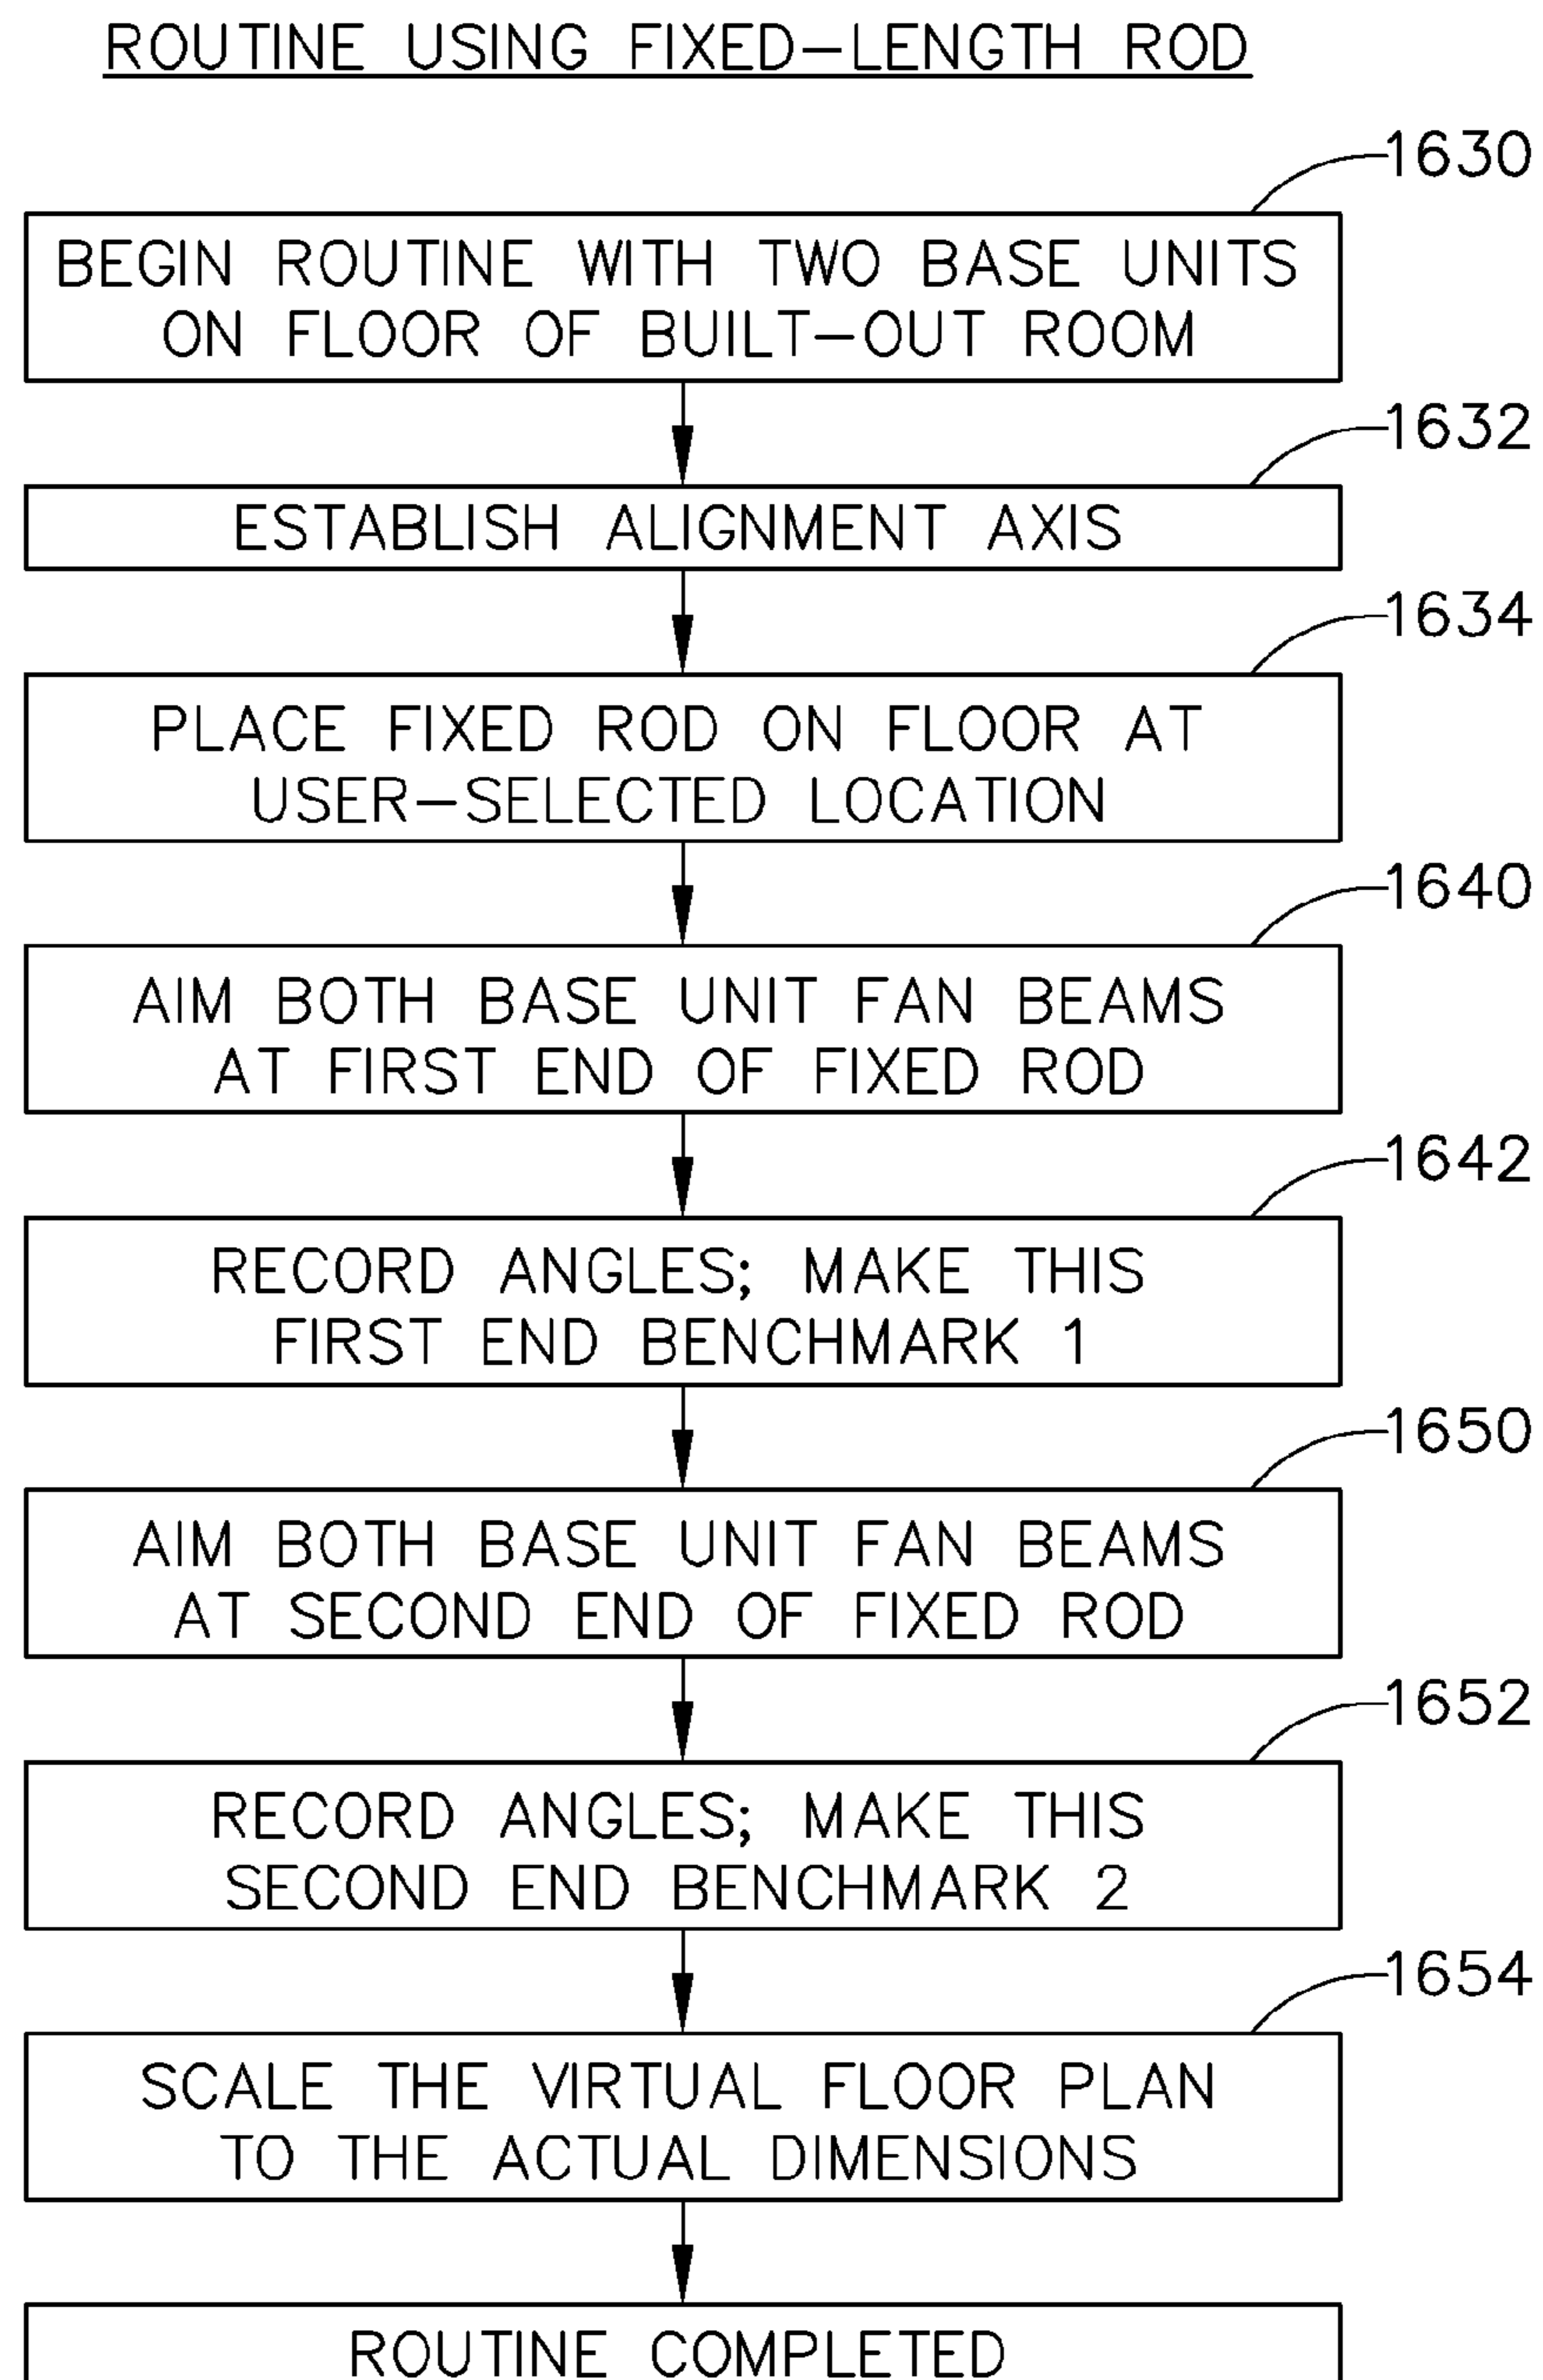 ROUTINE USING FIXED-LENGTH ROD
1630
BEGIN ROUTINE WITH TWO BASE UNITS
ON FLOOR OF BUILT-OUT ROOM
1632
ESTABLISH ALIGNMENT AXIS
1634
PLACE FIXED ROD ON FLOOR AT
USER-SELECTED LOCATION
1640
AIM BOTH BASE UNIT FAN BEAMS
AT FIRST END OF FIXED ROD
1642
RECORD ANGLES; MAKE THIS
FIRST END BENCHMARK 1
1650
AIM BOTH BASE UNIT FAN BEAMS
AT SECOND END OF FIXED ROD
1652
RECORD ANGLES; MAKE THIS
SECOND END BENCHMARK 2
1654
SCALE THE VIRTUAL FLOOR PLAN
TO THE ACTUAL DIMENSIONS
ROUTINE COMPLETED